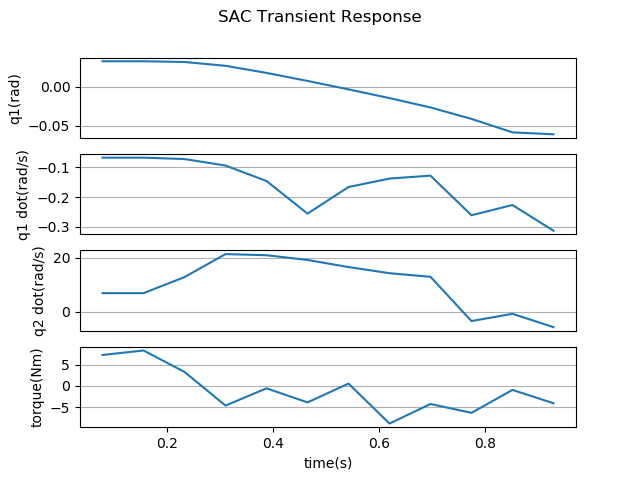 SAC Transient Response
q1(rad)
0.00
−0.05
q1 dot(rad/s)
−0.1
−0.2
−0.3
q2 dot(rad/s)
20
0
torque(Nm)
5
0
−5
0.2 0.4 0.6 0.8
time(s)